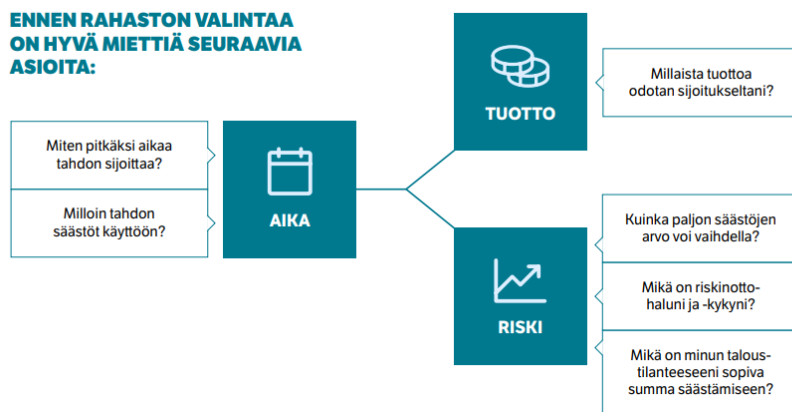 ENNEN RAHASTON VALINTAA
ON HYVÄ MIETTIÄ SEURAAVIA
ASIOITA:
Miten pitkäksi aikaa
tahdon sijoittaa?
Milloin tahdon
säästöt käyttöön?
AIKA
TUOTTO
Millaista tuottoa
odotan sijoitukseltani?
RISKI
Kuinka paljon säästöjen
arvo voi vaihdella?
Mikä on riskinotto-
haluni ja -kykyni?
Mikä on minun talous-
tilanteeseeni sopiva
summa säästämiseen?